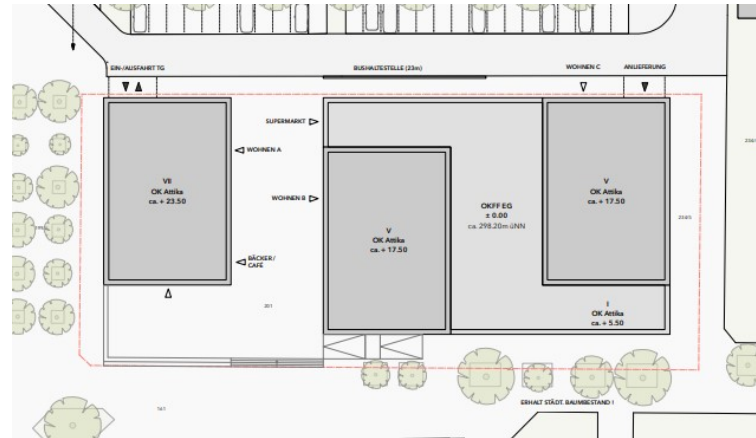 EIN-/AUSFAHRT TG
BUSHALTESTELLE (23m)
WOHNEN C
ANLIEFERUNG
SUPERMARKT
WOHNEN A
VII
OK Attika
ca. + 23.50
V
OK Attika
ca. + 17.50
WOHNEN B
OKFF EG
± 0.00
ca. 298.20m üNN
V
OK Attika
ca. + 17.50
BÄCKER /
CAFÉ
201
I
OK Attika
ca. + 5.50
ERHALT STÄDT. BAUMBESTAND !